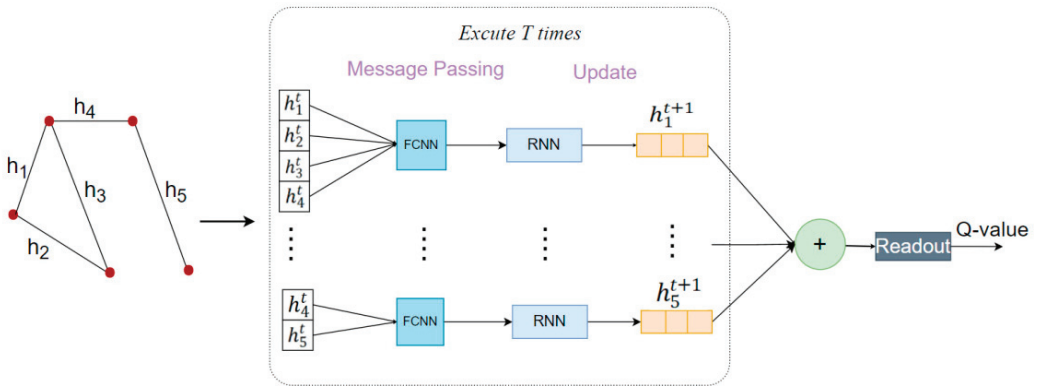 Excute T times
Message Passing
Update
h₄
h₁
h₃
h₅
h₂
h₁ᵗ
h₂ᵗ
h₃ᵗ
h₄ᵗ
FCNN
RNN
h₁ᵗ⁺¹
+
Readout
Q-value
h₄ᵗ
h₅ᵗ
FCNN
RNN
h₅ᵗ⁺¹